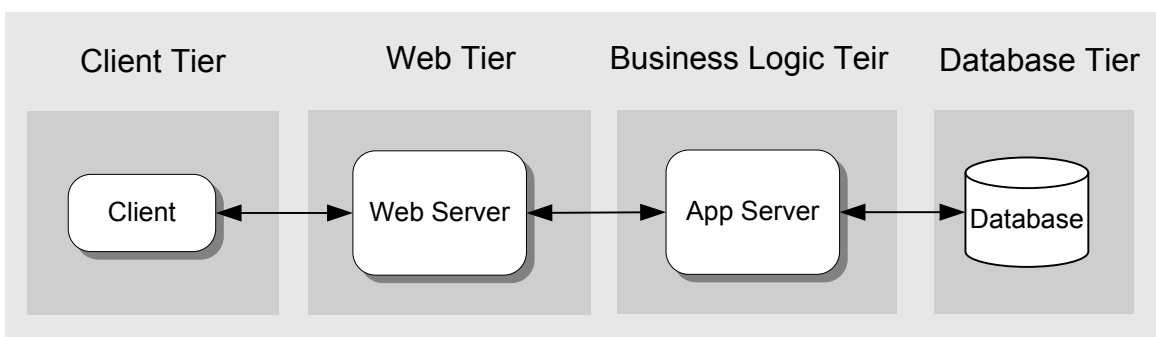 Client Tier
Web Tier
Business Logic Teir
Database Tier
Client
Web Server
App Server
Database